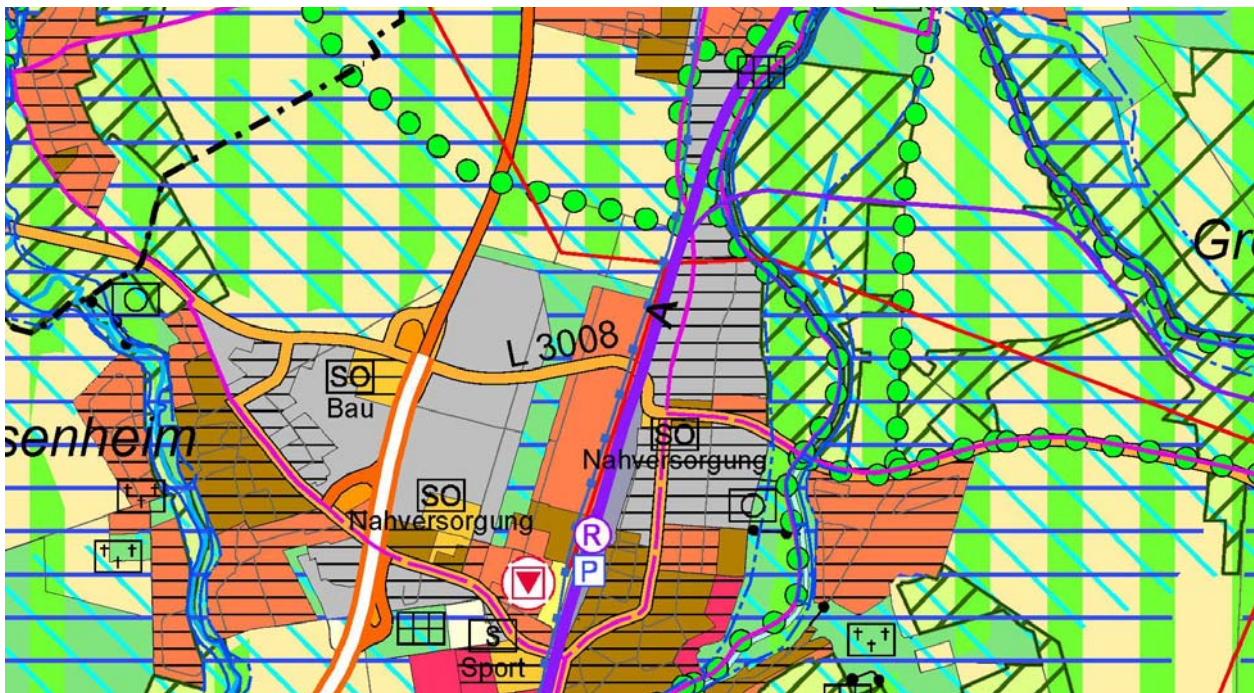 Gr
A
L 3008
SO
Bau
senheim
SO
Nahversorgung
SO
Nahversorgung
R
P
S
Sport